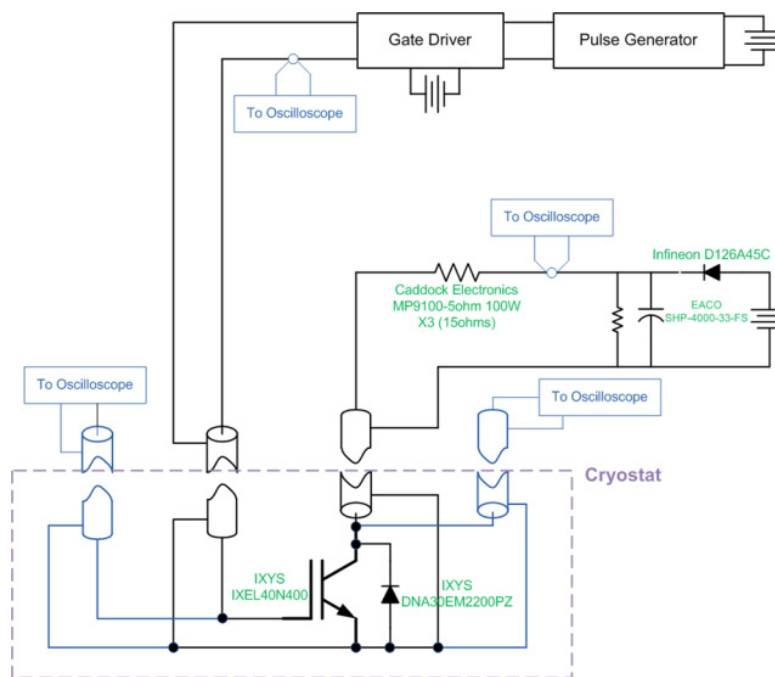 Gate Driver
Pulse Generator
To Oscilloscope
To Oscilloscope
Infineon D126A45C
Caddock Electronics
MP9100-5ohm 100W
X3 (15ohms)
EACO
SHP-4000-33-FS
To Oscilloscope
To Oscilloscope
Cryostat
IXYS
IXEL40N400
IXYS
DNA30EM2200PZ